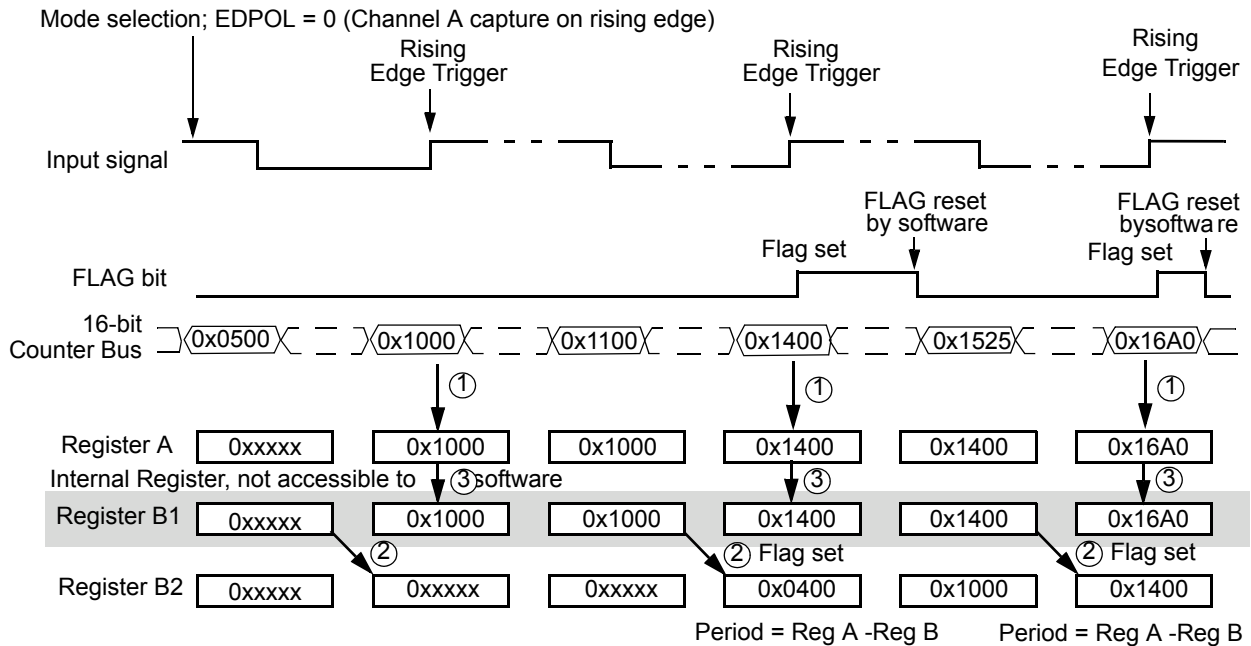 Mode selection; EDPOL = 0 (Channel A capture on rising edge)
Rising
Edge Trigger
Rising
Edge Trigger
Rising
Edge Trigger
Input signal
FLAG reset
by software
FLAG reset
bysoftwa re
Flag set
Flag set
FLAG bit
16-bit
Counter Bus
0x0500 0x1000 0x1100 0x1400 0x1525 0x16A0
1 1 1
Register A 0xxxxx 0x1000 0x1000 0x1400 0x1400 0x16A0
Internal Register, not accessible to 3 software 3 3
Register B1 0xxxxx 0x1000 0x1000 0x1400 0x1400 0x16A0
2 2 Flag set 2 Flag set
Register B2 0xxxxx 0xxxxx 0xxxxx 0x0400 0x1000 0x1400
Period = Reg A -Reg B Period = Reg A -Reg B